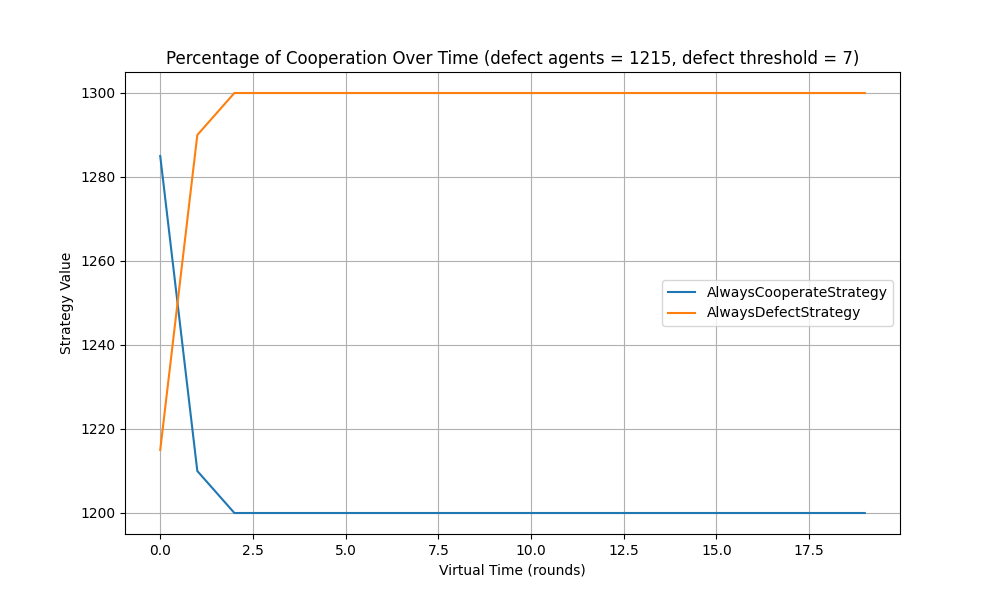 Percentage of Cooperation Over Time (defect agents = 1215, defect threshold = 7)
Strategy Value
1300
1280
1260
1240
1220
1200
AlwaysCooperateStrategy
AlwaysDefectStrategy
0.0 2.5 5.0 7.5 10.0 12.5 15.0 17.5
Virtual Time (rounds)